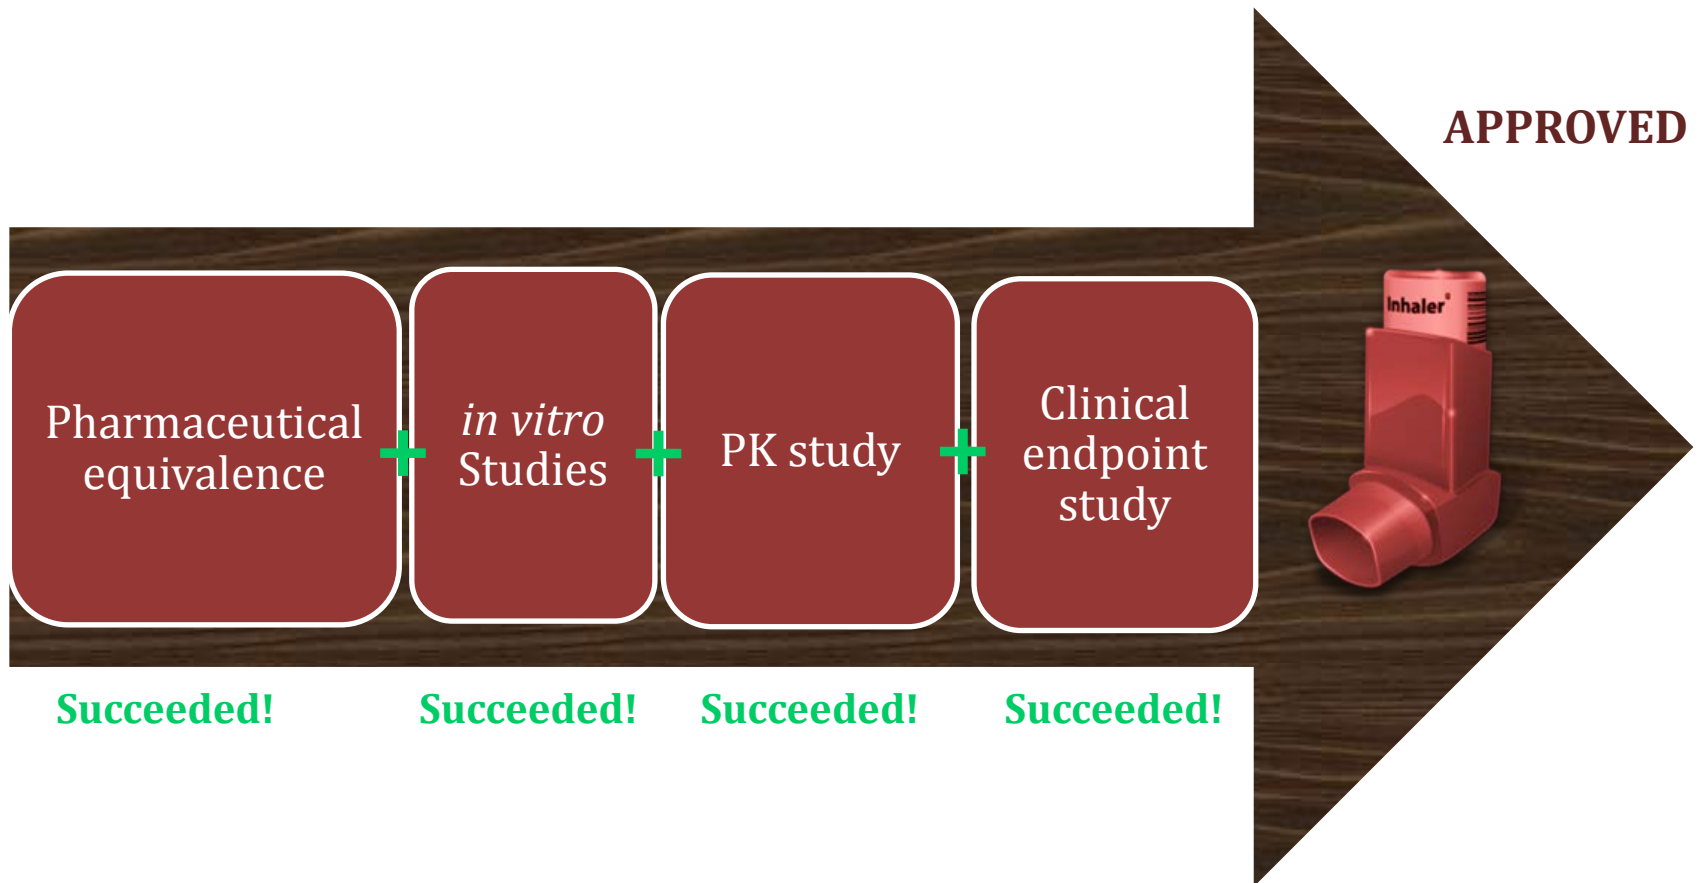 APPROVED
Inhaler
Pharmaceutical
equivalence
+
in vitro
Studies
+
PK study
+
Clinical
endpoint
study
Succeeded!
Succeeded!
Succeeded!
Succeeded!